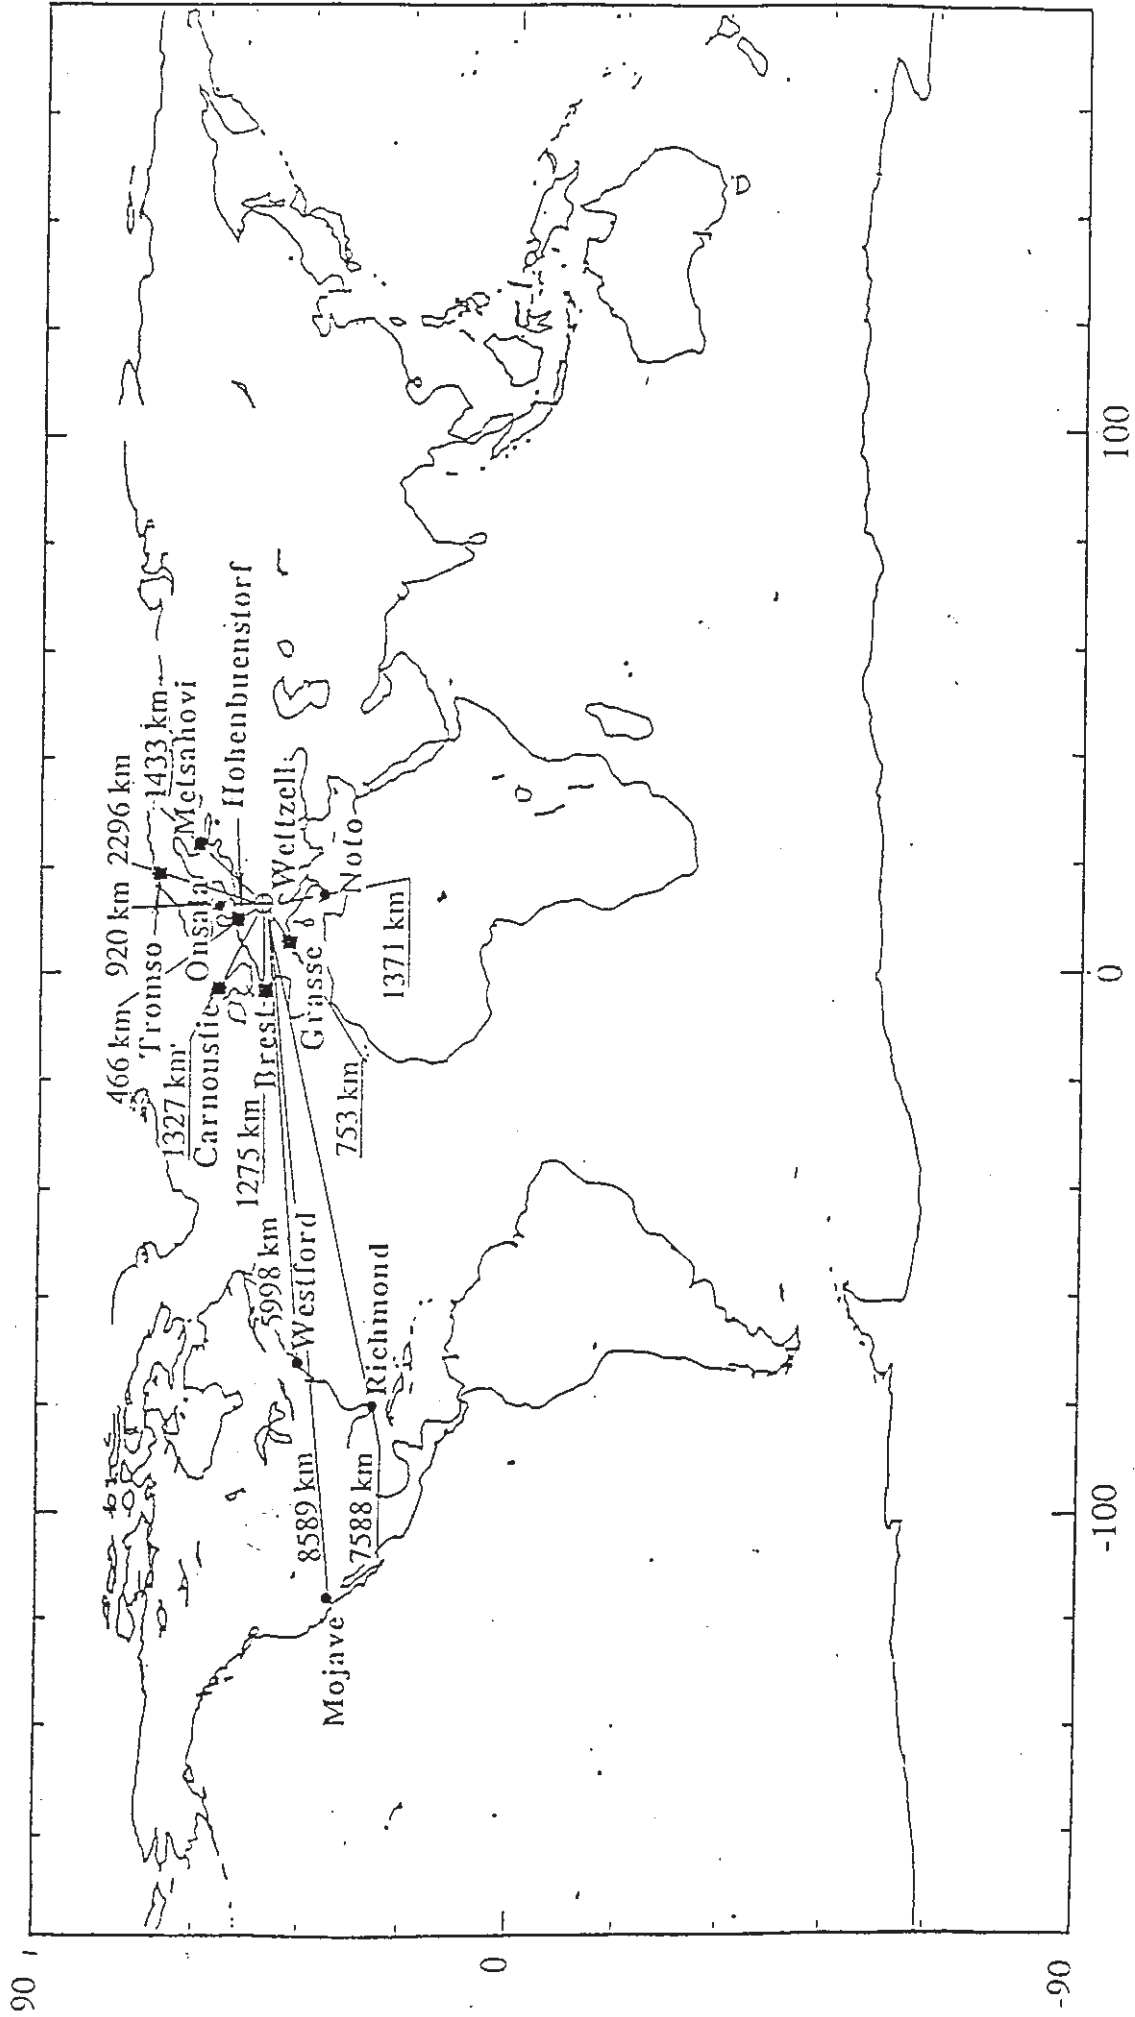 90
0
-90
-100
0
100
466 km
920 km
2296 km
Tromso
1433 km
1327 km
Onsala
Metsahovi
Carnoustie
Hohenbuenstorf
1275 km
Brest
Wettzell
5998 km
Westford
Grasse
Noto
8589 km
753 km
1371 km
Mojave
7588 km
Richmond